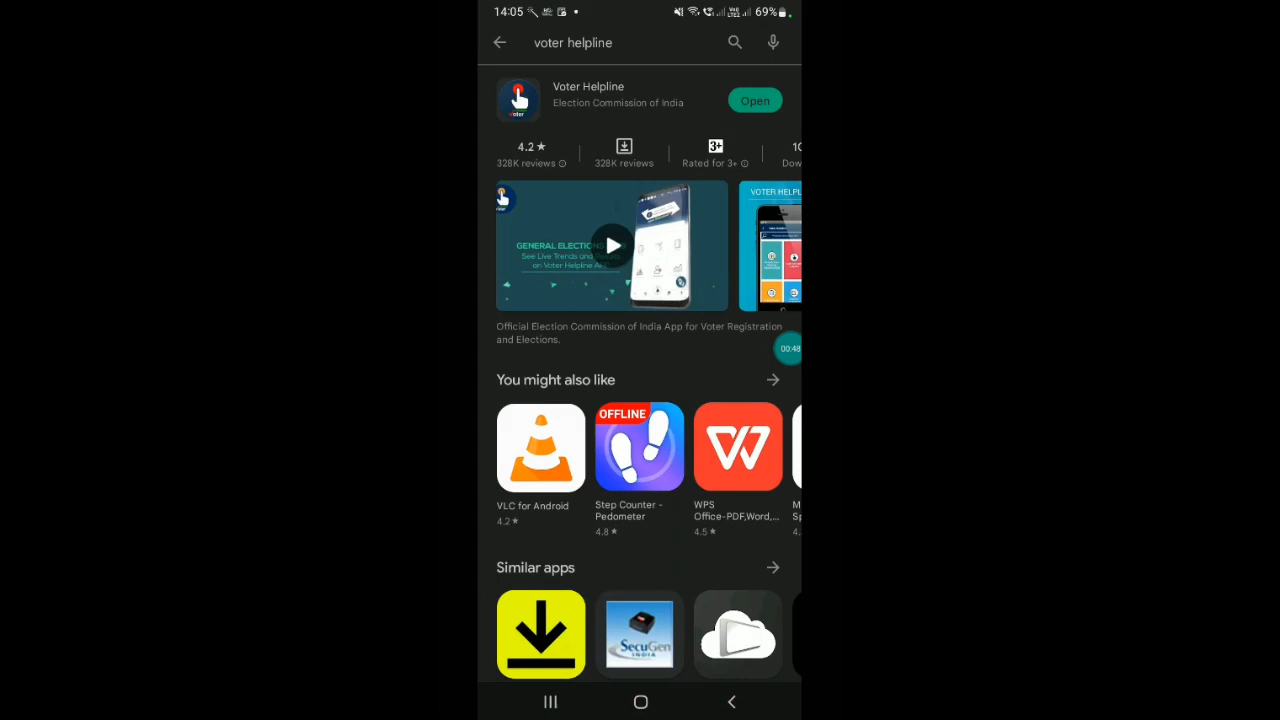 14:05
69%
voter helpline
Voter Helpline
Election Commission of India
Open
4.2 ★
328K reviews
328K reviews
3+
Rated for 3+
GENERAL ELECTIONS
See Live Trends and Results
on Voter Helpline App
VOTER HELPL
Official Election Commission of India App for Voter Registration
and Elections.
00:48
You might also like
OFFLINE
VLC for Android
4.2 ★
Step Counter -
Pedometer
4.8 ★
WPS
Office-PDF,Word,...
4.5 ★
Similar apps
SecuGen
INDIA